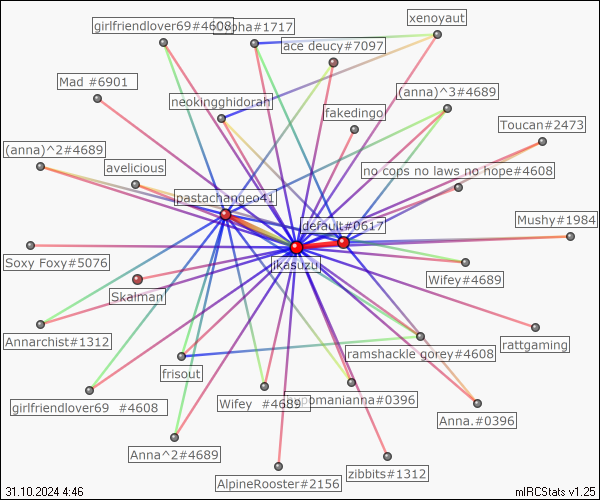 xenoyaut
girlfriendlover69#4608
#1717
ace deucy#7097
Mad #6901
(anna)^3#4689
neokingghidorah
fakedingo
Toucan#2473
(anna)^2#4689
avelicious
no cops no laws no hope#4608
pastachangeo41
default#0617
Mushy#1984
Soxy Foxy#5076
jkasuzu
Wifey#4689
Skalman
Annarchist#1312
rattgaming
ramshackle gorey#4608
frisout
girlfriendlover69 #4608
Wifey #4689
#0396
Anna.#0396
Anna^2#4689
zibbits#1312
AlpineRooster#2156
31.10.2024 4:46
mIRCStats v1.25